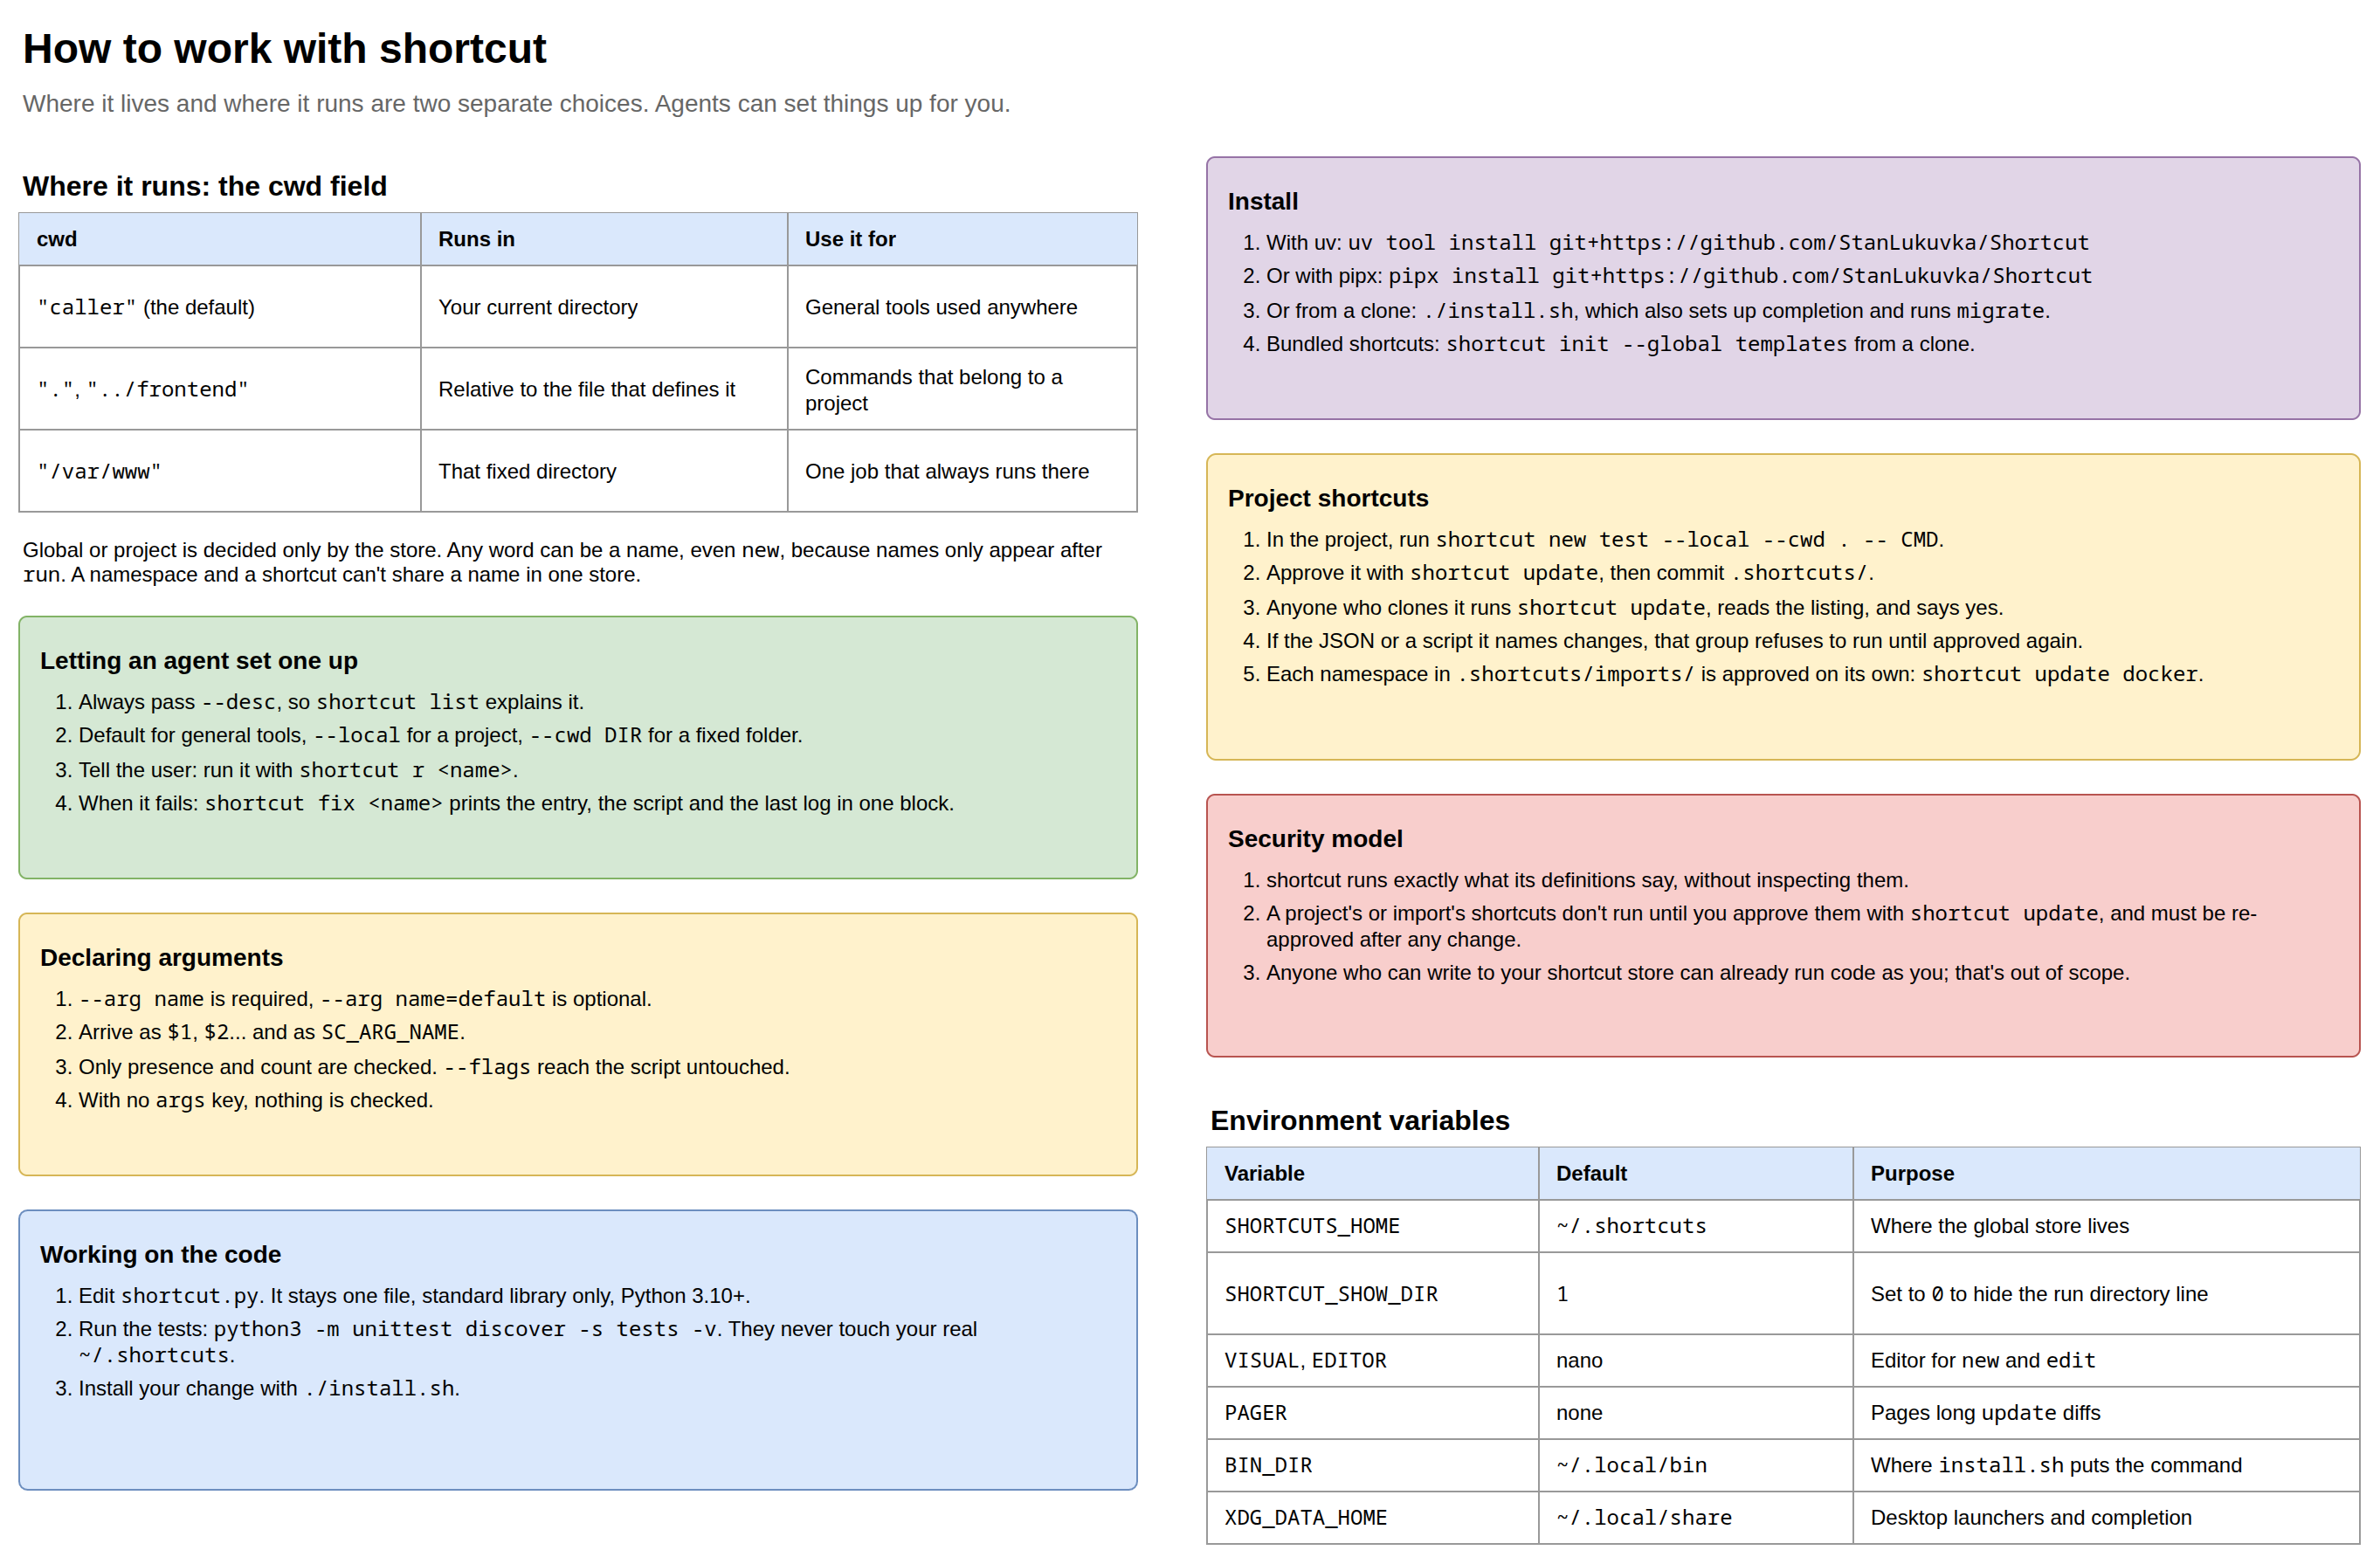 How to work with shortcut
Where it lives and where it runs are two separate choices. Agents can set things up for you.
Where it runs: the cwd field
cwd Runs in Use it for
"caller" (the default) Your current directory General tools used anywhere
".", "../frontend" Relative to the file that defines it Commands that belong to a
project
"/var/www" That fixed directory One job that always runs there
Global or project is decided only by the store. Any word can be a name, even new, because names only appear after
run. A namespace and a shortcut can't share a name in one store.
Letting an agent set one up
1. Always pass --desc, so shortcut list explains it.
2. Default for general tools, --local for a project, --cwd DIR for a fixed folder.
3. Tell the user: run it with shortcut r <name>.
4. When it fails: shortcut fix <name> prints the entry, the script and the last log in one block.
Declaring arguments
1. --arg name is required, --arg name=default is optional.
2. Arrive as $1, $2... and as SC_ARG_NAME.
3. Only presence and count are checked. --flags reach the script untouched.
4. With no args key, nothing is checked.
Working on the code
1. Edit shortcut.py. It stays one file, standard library only, Python 3.10+.
2. Run the tests: python3 -m unittest discover -s tests -v. They never touch your real
~/.shortcuts.
3. Install your change with ./install.sh.
Install
1. With uv: uv tool install git+https://github.com/StanLukuvka/Shortcut
2. Or with pipx: pipx install git+https://github.com/StanLukuvka/Shortcut
3. Or from a clone: ./install.sh, which also sets up completion and runs migrate.
4. Bundled shortcuts: shortcut init --global templates from a clone.
Project shortcuts
1. In the project, run shortcut new test --local --cwd . -- CMD.
2. Approve it with shortcut update, then commit .shortcuts/.
3. Anyone who clones it runs shortcut update, reads the listing, and says yes.
4. If the JSON or a script it names changes, that group refuses to run until approved again.
5. Each namespace in .shortcuts/imports/ is approved on its own: shortcut update docker.
Security model
1. shortcut runs exactly what its definitions say, without inspecting them.
2. A project's or import's shortcuts don't run until you approve them with shortcut update, and must be re-
approved after any change.
3. Anyone who can write to your shortcut store can already run code as you; that's out of scope.
Environment variables
Variable Default Purpose
SHORTCUTS_HOME ~/.shortcuts Where the global store lives
SHORTCUT_SHOW_DIR 1 Set to 0 to hide the run directory line
VISUAL, EDITOR nano Editor for new and edit
PAGER none Pages long update diffs
BIN_DIR ~/.local/bin Where install.sh puts the command
XDG_DATA_HOME ~/.local/share Desktop launchers and completion